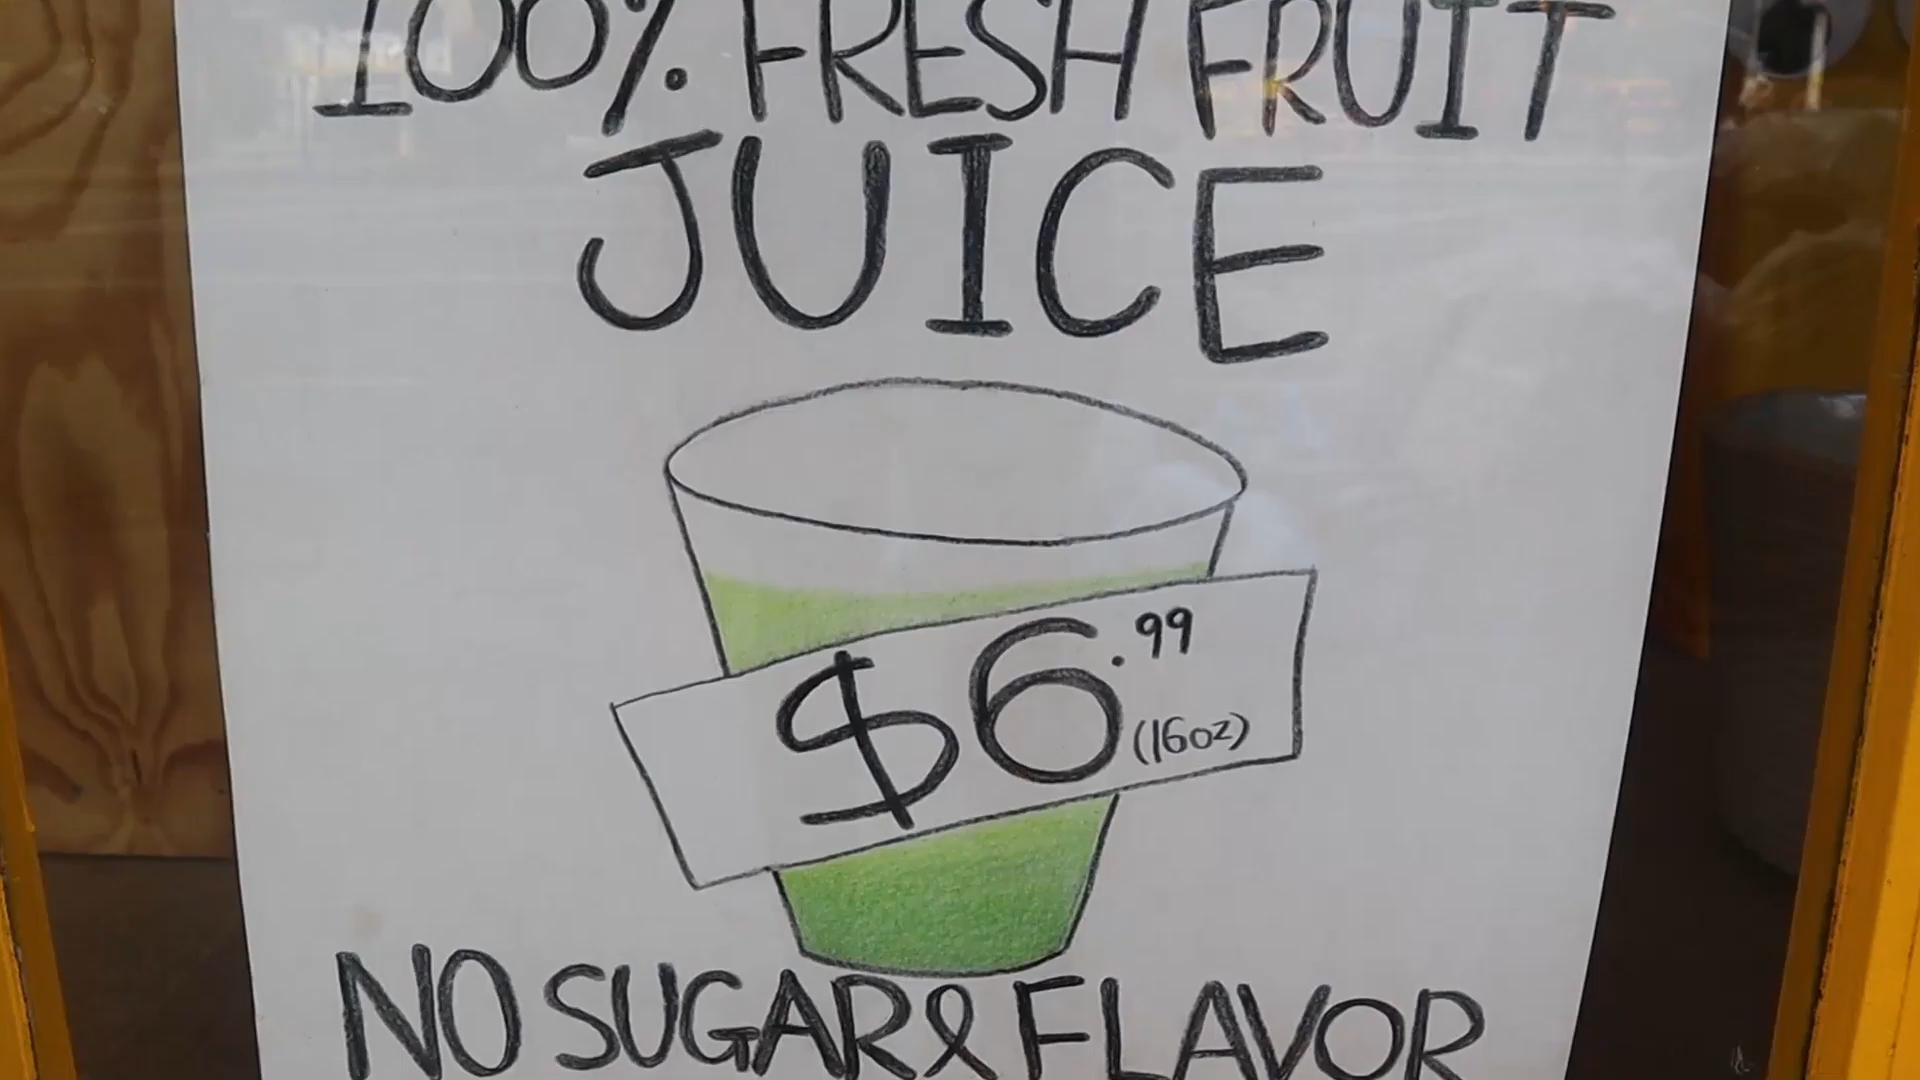 100% FRESH FRUIT
JUICE
$6.99
(16oz)
NO SUGAR & FLAVOR